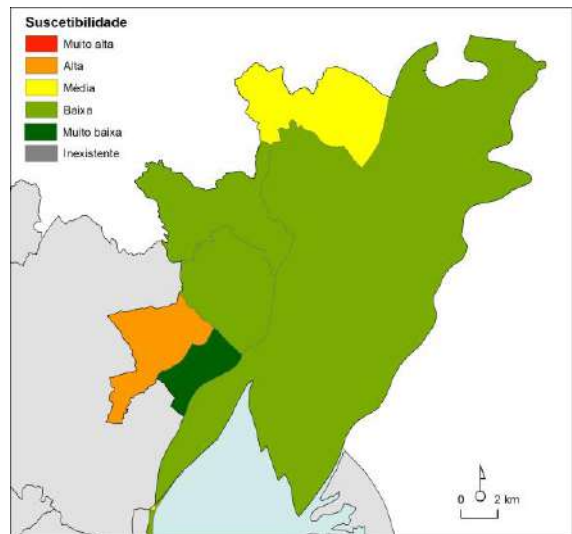 Suscetibilidade
Muito alta
Alta
Média
Baixa
Muito baixa
Inexistente
0 2 km